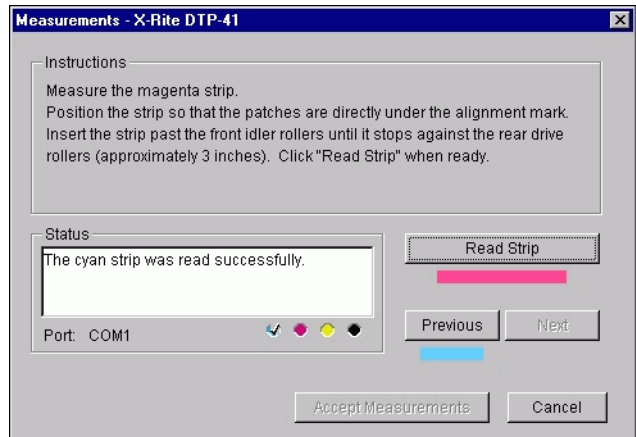 Measurements - X-Rite DTP-41
Instructions
Measure the magenta strip.
Position the strip so that the patches are directly under the alignment mark.
Insert the strip past the front idler rollers until it stops against the rear drive
rollers (approximately 3 inches). Click "Read Strip" when ready.
Status
The cyan strip was read successfully.
Port: COM1
Read Strip
Previous
Next
Accept Measurements
Cancel